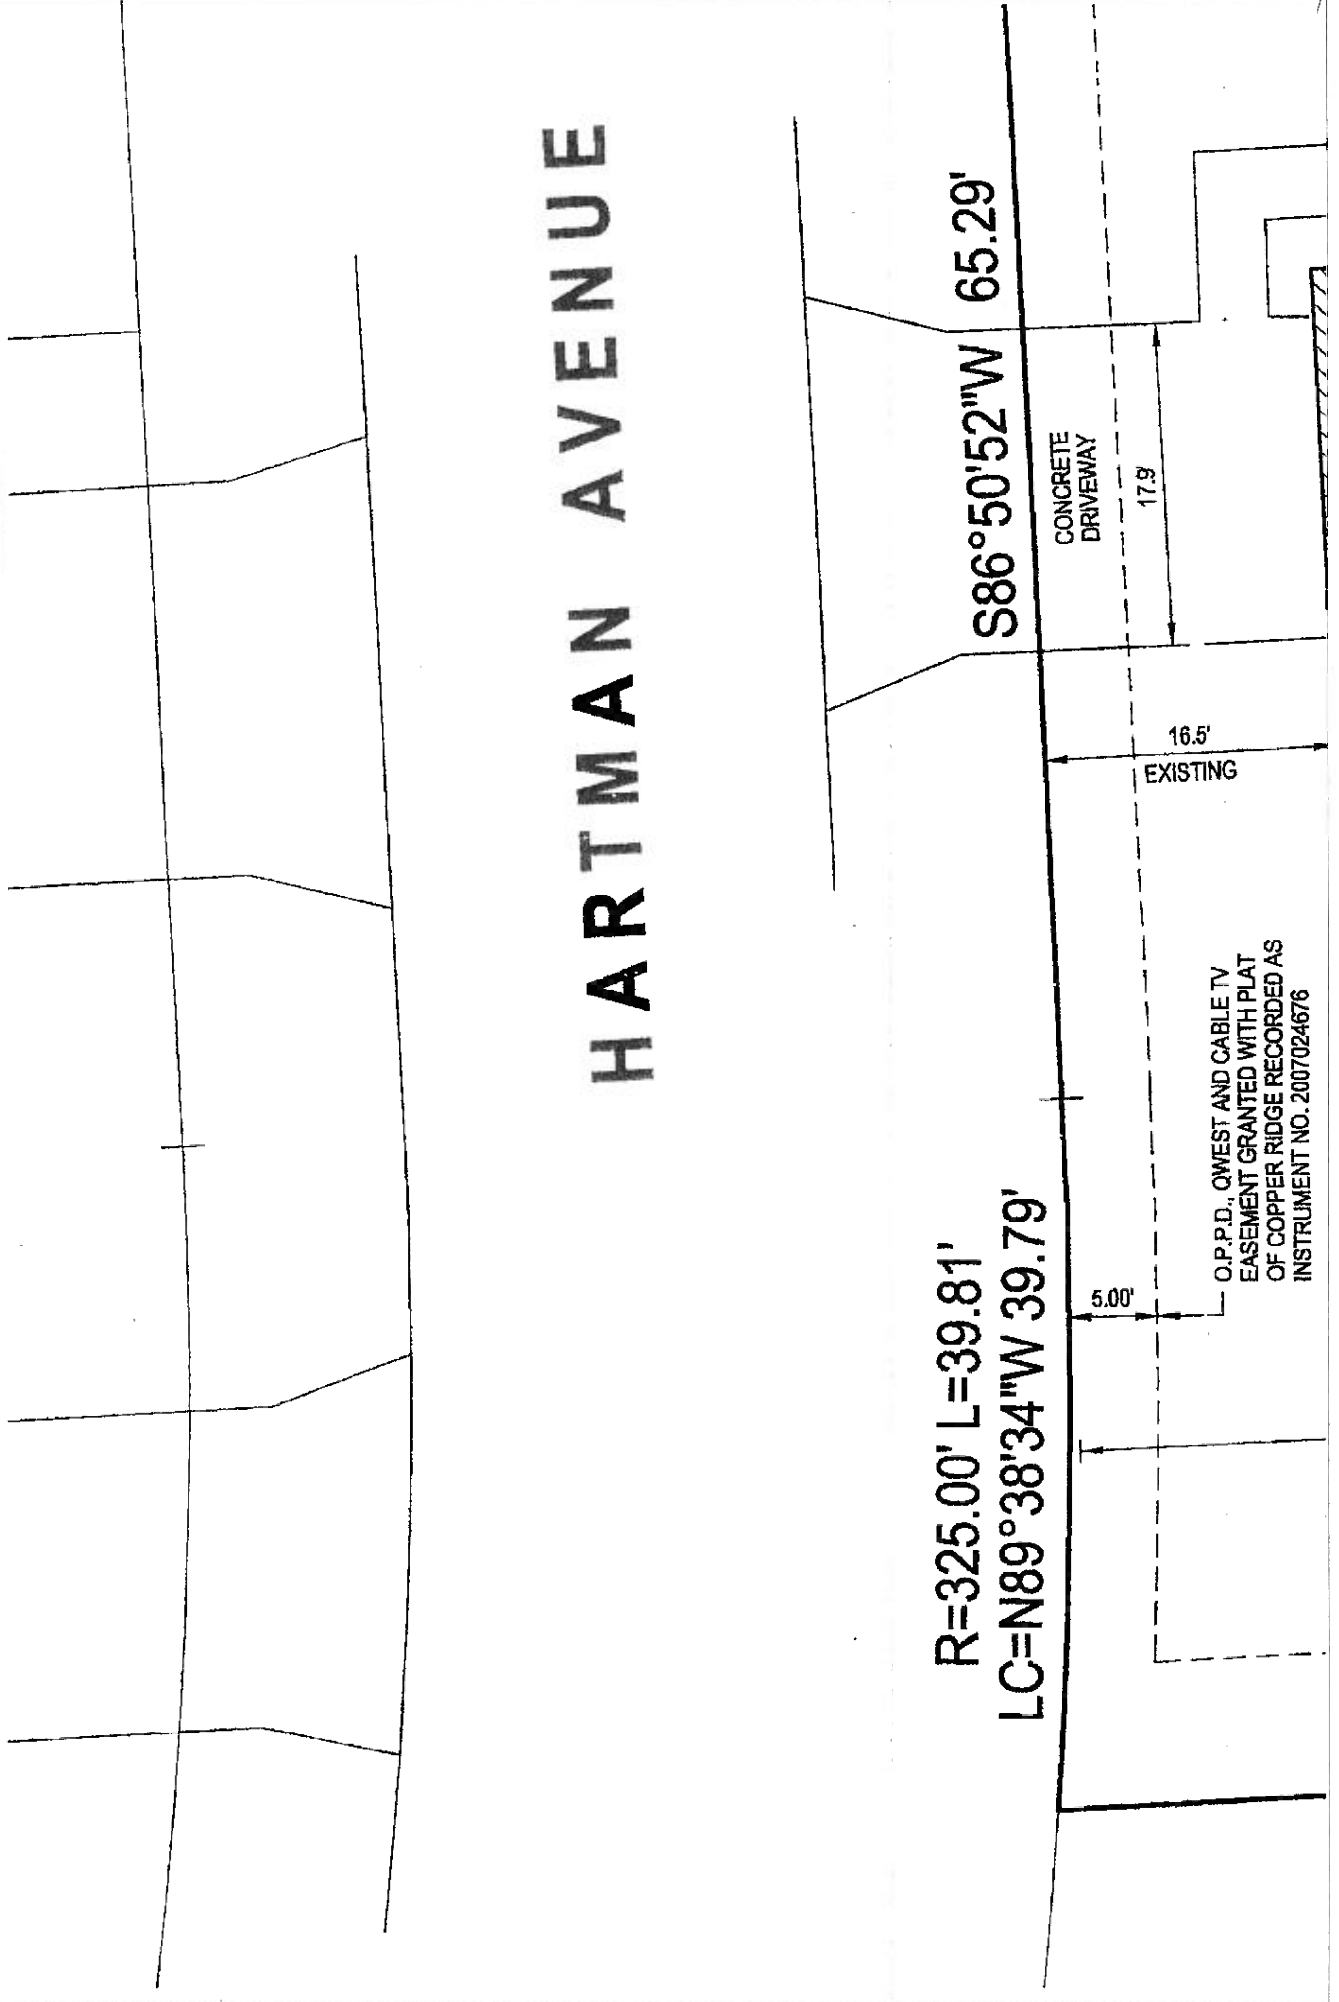 HARTMAN AVENUE
R=325.00' L=39.81'
LC=N89°38'34"W 39.79'
S86°50'52"W 65.29'
CONCRETE
DRIVEWAY
17.9'
16.5'
EXISTING
5.00'
O.P.P.D., QWEST AND CABLE TV
EASEMENT GRANTED WITH PLAT
OF COPPER RIDGE RECORDED AS
INSTRUMENT NO. 2007024676